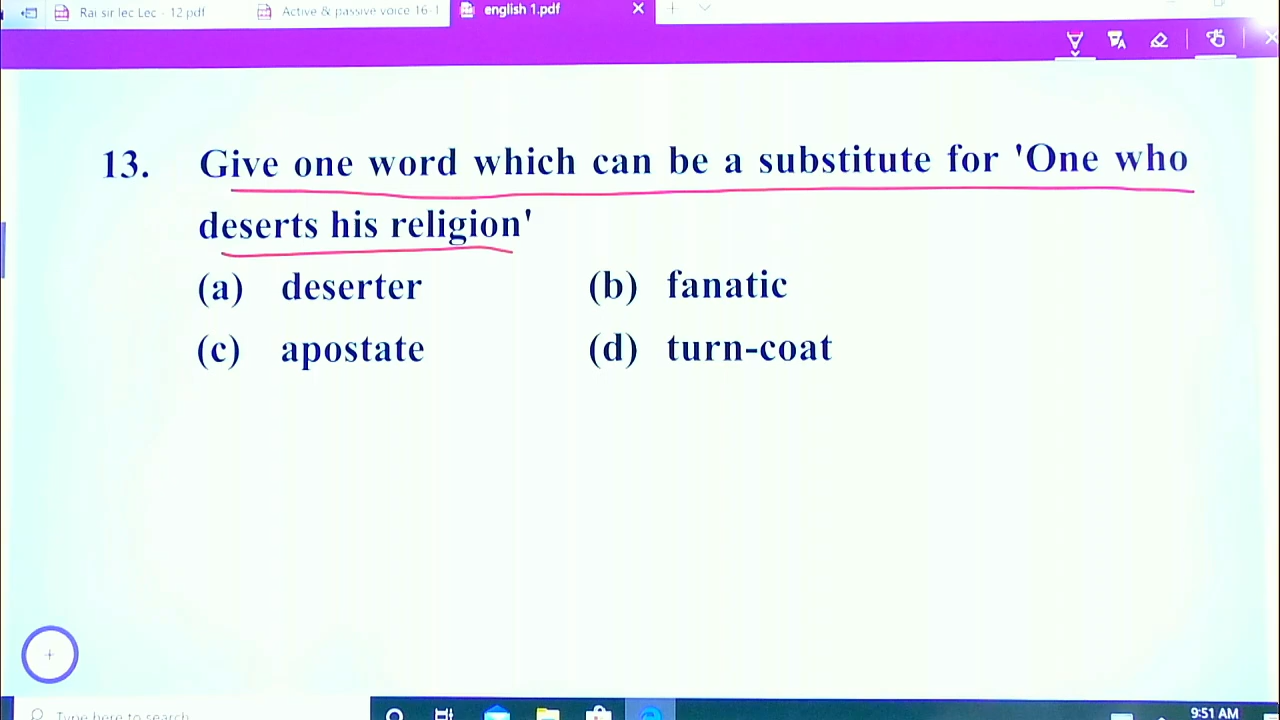 Rai sir lec Lec - 12 pdf
Active & passive voice 16-1
english 1.pdf
13. Give one word which can be a substitute for 'One who
deserts his religion'
(a) deserter (b) fanatic
(c) apostate (d) turn-coat
Type here to search
9:51 AM